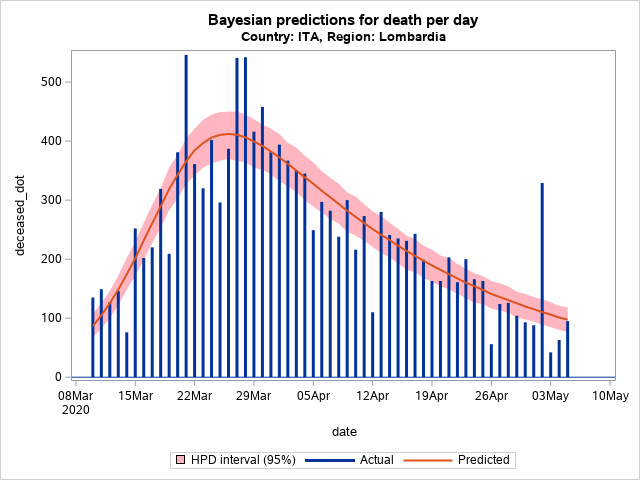 Bayesian predictions for death per day
Country: ITA, Region: Lombardia
deceased_dot
500
400
300
200
100
0
08Mar 15Mar 22Mar 29Mar 05Apr 12Apr 19Apr 26Apr 03May 10May
2020
date
HPD interval (95%) Actual Predicted